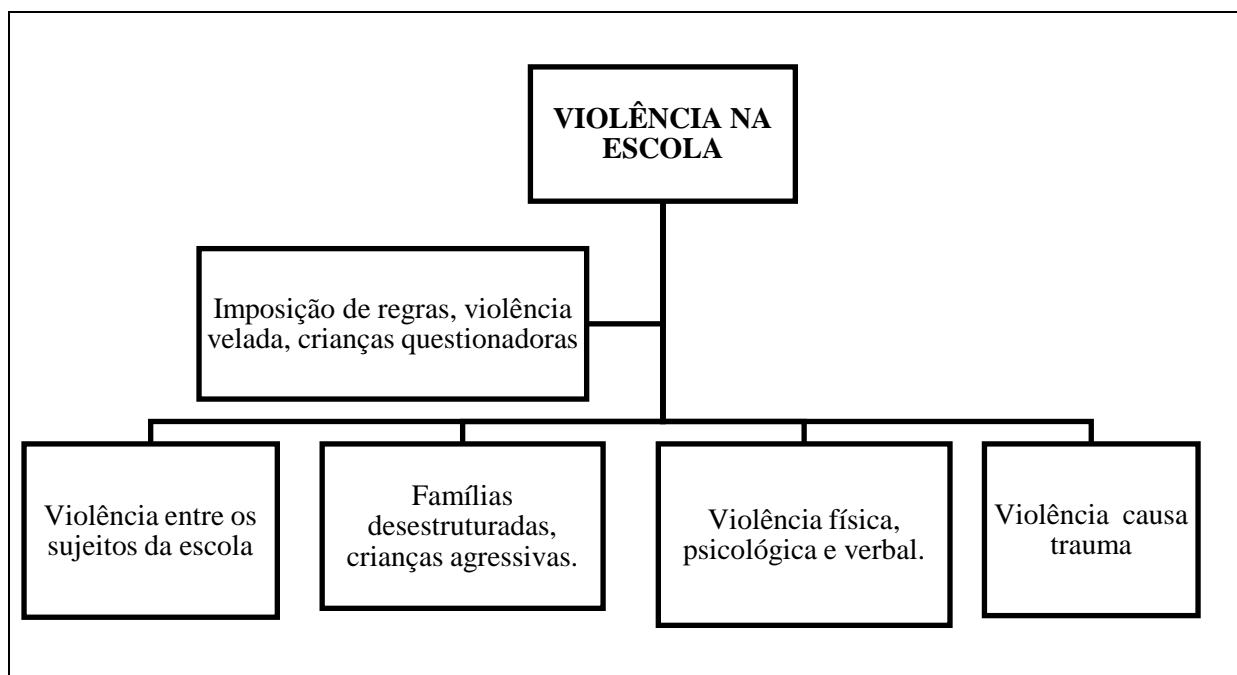 VIOLÊNCIA NA
ESCOLA
Imposição de regras, violência
velada, crianças questionadoras
Violência entre os
sujeitos da escola
Famílias
desestruturadas,
crianças agressivas.
Violência física,
psicológica e verbal.
Violência causa
trauma